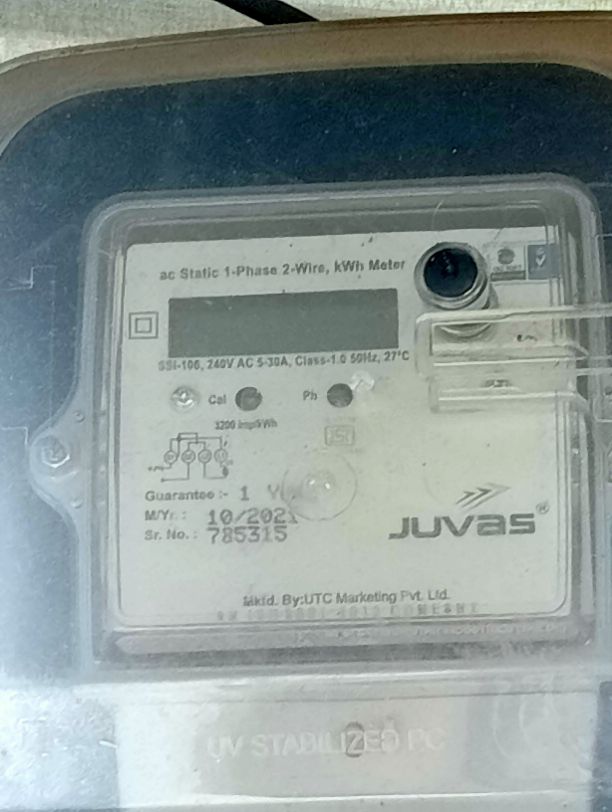 ac Static 1-Phase 2-Wire, kWh Meter
SSI-106, 240V AC 5-30A, Class-1.0 50Hz, 27°C
Cal
Ph
3200 imp/kWh
Guarantee :- 1
M/Yr. : 10/2021
Sr. No. : 785315
JUVAS®
Mktd. By:UTC Marketing Pvt. Ltd.
UV STABILIZED PC